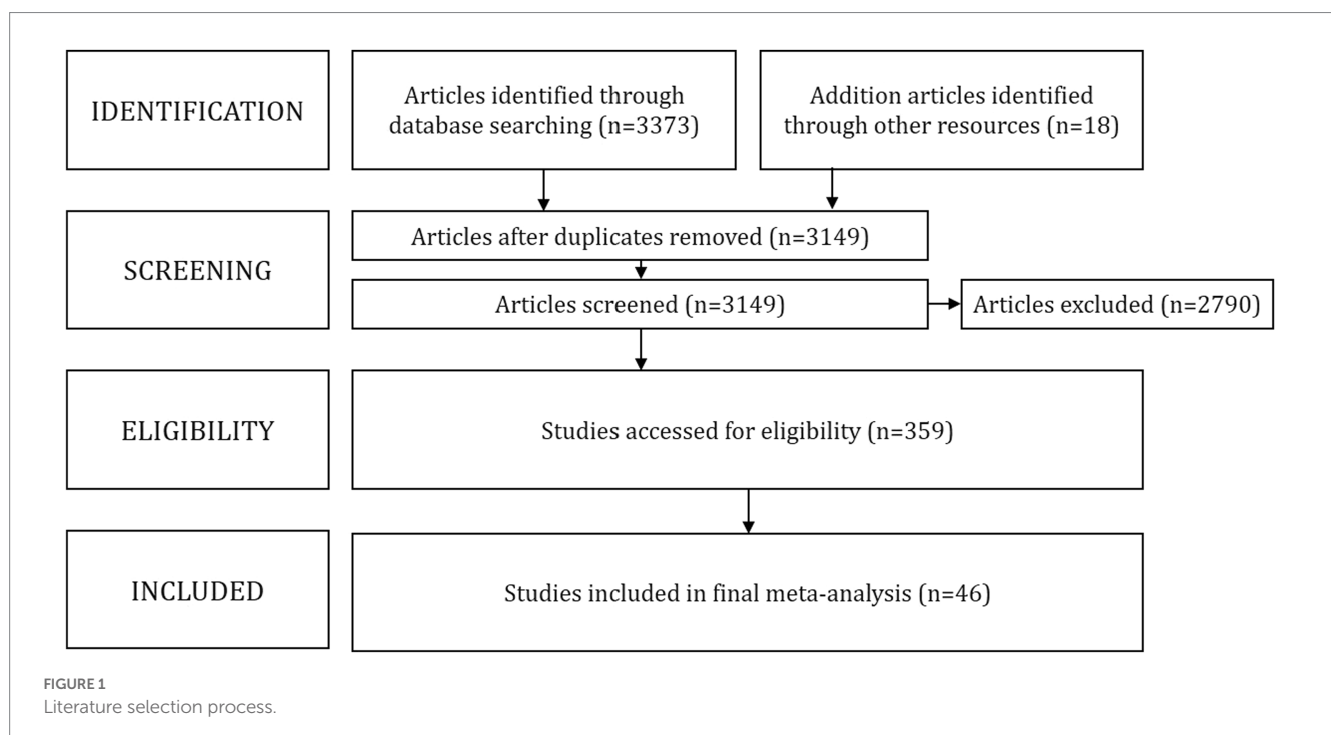 IDENTIFICATION
Articles identified through
database searching (n=3373)
Addition articles identified
through other resources (n=18)
SCREENING
Articles after duplicates removed (n=3149)
Articles screened (n=3149)
Articles excluded (n=2790)
ELIGIBILITY
Studies accessed for eligibility (n=359)
INCLUDED
Studies included in final meta-analysis (n=46)
FIGURE 1
Literature selection process.